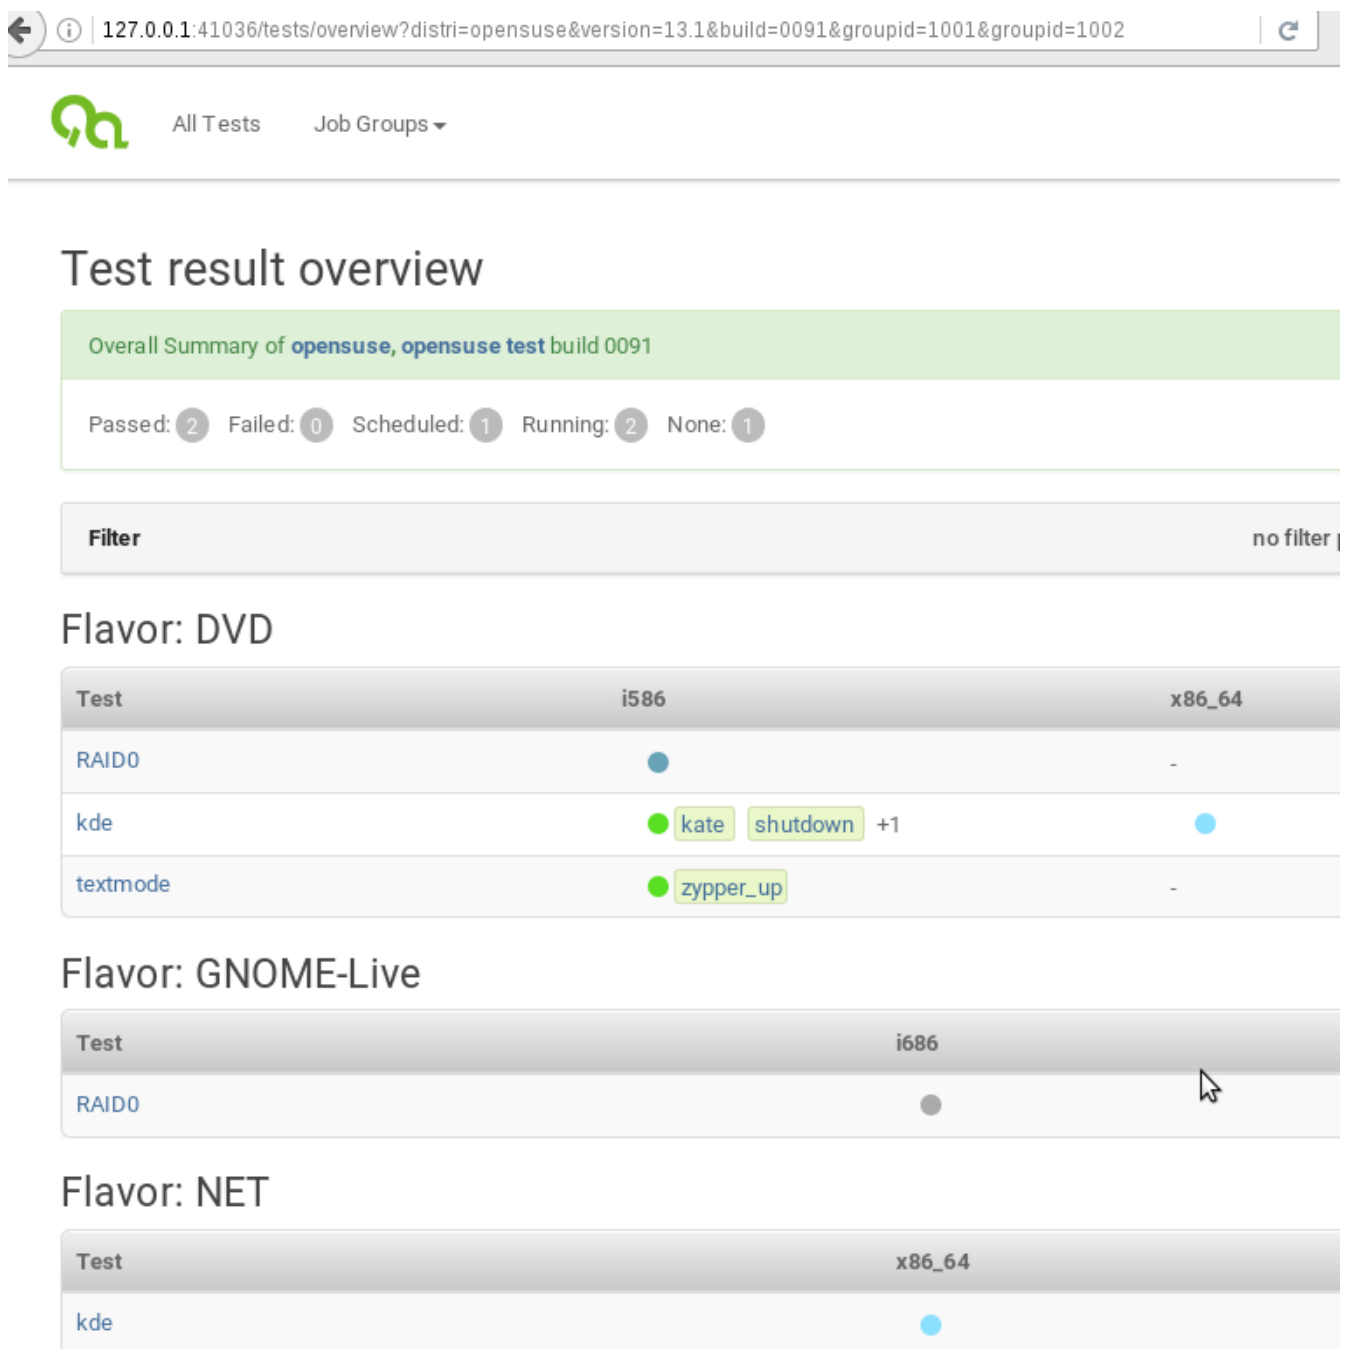 127.0.0.1:41036/tests/overview?distri=opensuse&version=13.1&build=0091&groupid=1001&groupid=1002
All Tests Job Groups
Test result overview
Overall Summary of opensuse, opensuse test build 0091
Passed: 2 Failed: 0 Scheduled: 1 Running: 2 None: 1
Filter no filter
Flavor: DVD
Test i586 x86_64
RAID0 -
kde kate shutdown +1
textmode zypper_up -
Flavor: GNOME-Live
Test i686
RAID0
Flavor: NET
Test x86_64
kde